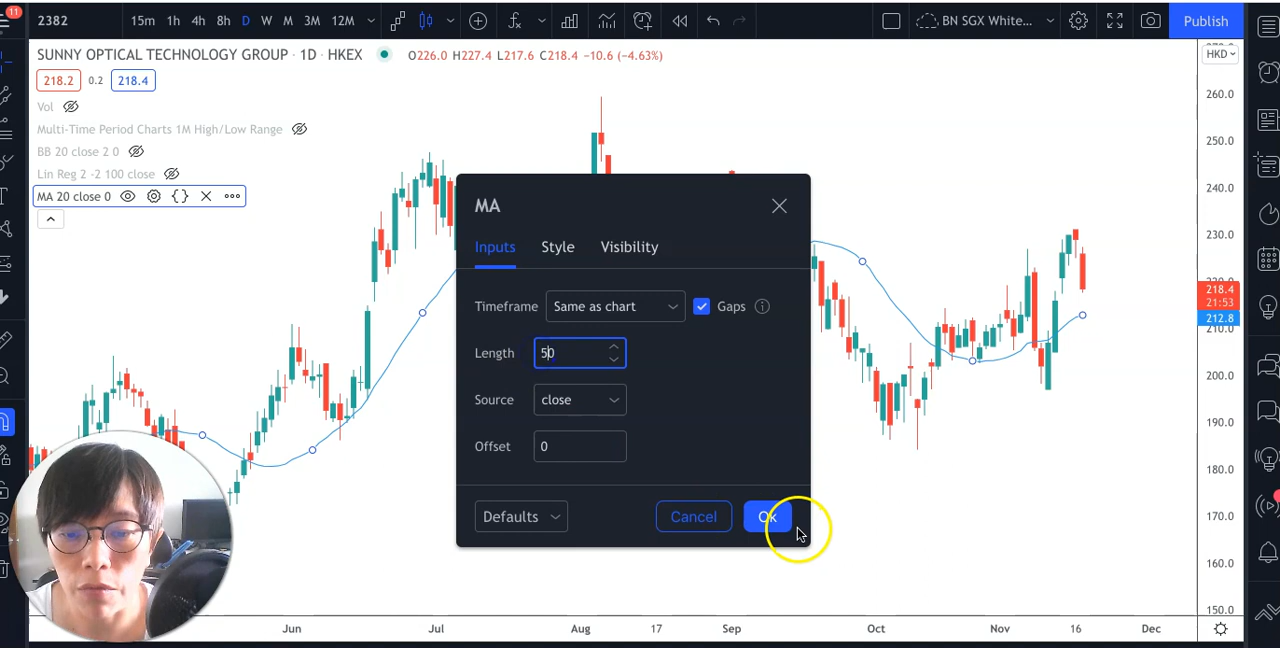 11
2382
15m 1h 4h 8h D W M 3M 12M
BN SGX White...
Publish
SUNNY OPTICAL TECHNOLOGY GROUP · 1D · HKEX
O226.0 H227.4 L217.6 C218.4 −10.6 (−4.63%)
HKD
218.2 0.2 218.4
Vol
Multi-Time Period Charts 1M High/Low Range
BB 20 close 2 0
Lin Reg 2 -2 100 close
MA 20 close 0
MA
Inputs Style Visibility
Timeframe Same as chart Gaps
Length 50
Source close
Offset 0
Defaults Cancel Ok
260.0
250.0
240.0
230.0
218.4
21:53
212.8
210.0
200.0
190.0
180.0
170.0
160.0
150.0
Jun Jul Aug 17 Sep Oct Nov 16 Dec